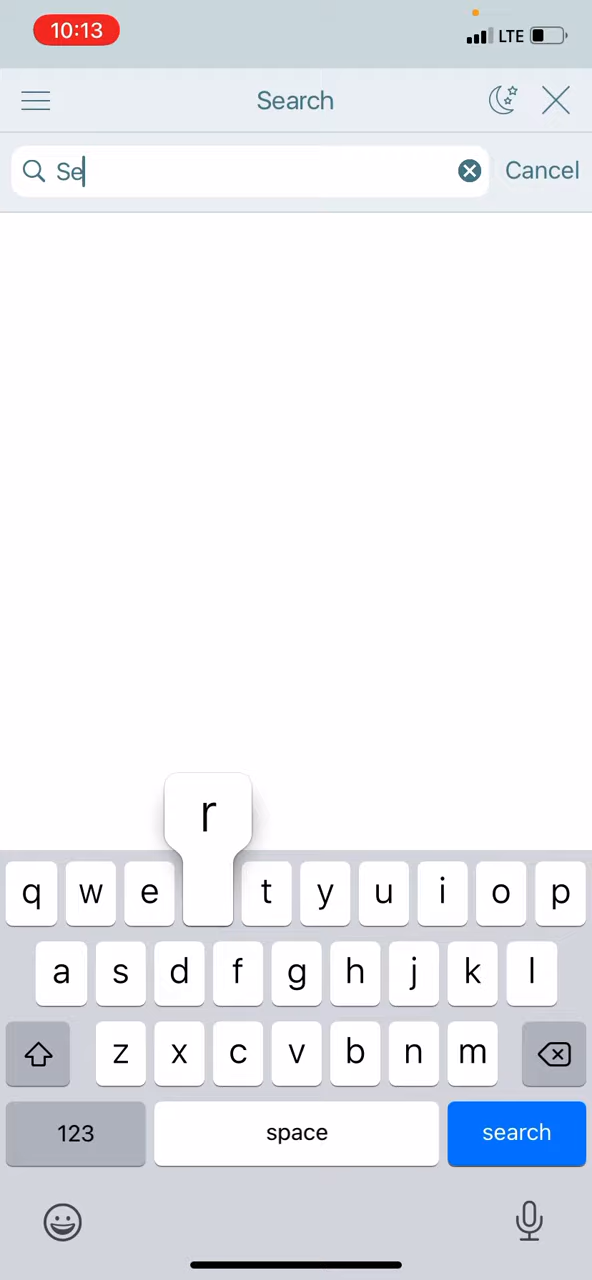 10:13
LTE
Search
Se
Cancel
r
q w e t y u i o p
a s d f g h j k l
z x c v b n m
123 space search